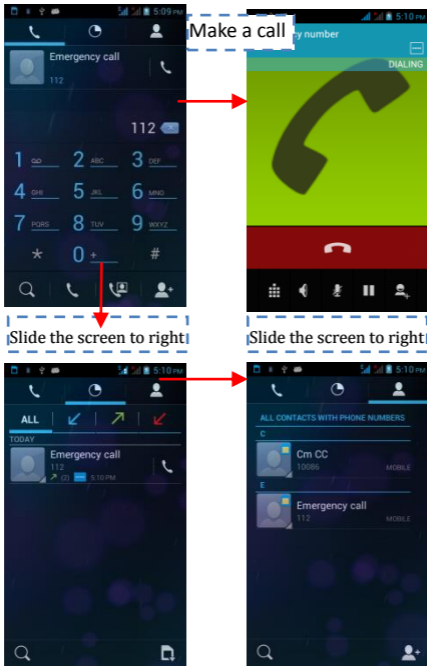 5:09 PM
Emergency call
112
112
1
2 ABC
3 DEF
4 GHI
5 JKL
6 MNO
7 PQRS
8 TUV
9 WXYZ
*
0 +
#
Make a call
5:10 PM
cy number
DIALING
Slide the screen to right
Slide the screen to right
5:10 PM
ALL
TODAY
Emergency call
112
(2) 5:10 PM
5:10 PM
ALL CONTACTS WITH PHONE NUMBERS
C
Cm CC
10086 MOBILE
E
Emergency call
112 MOBILE